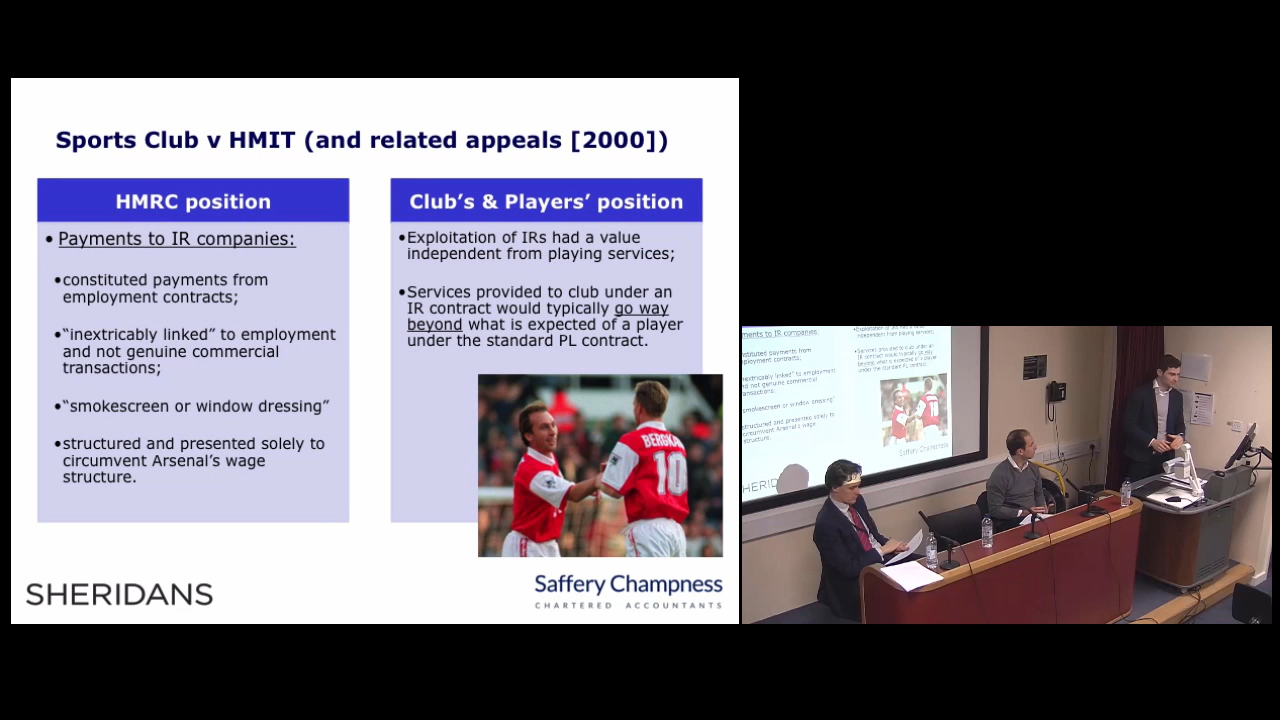 Sports Club v HMIT (and related appeals [2000])
HMRC position
• Payments to IR companies:
•constituted payments from
employment contracts;
•“inextricably linked” to employment
and not genuine commercial
transactions;
•“smokescreen or window dressing”
•structured and presented solely to
circumvent Arsenal’s wage
structure.
Club’s & Players’ position
•Exploitation of IRs had a value
independent from playing services;
•Services provided to club under an
IR contract would typically go way
beyond what is expected of a player
under the standard PL contract.
10
SHERIDANS
Saffery Champness
CHARTERED ACCOUNTANTS